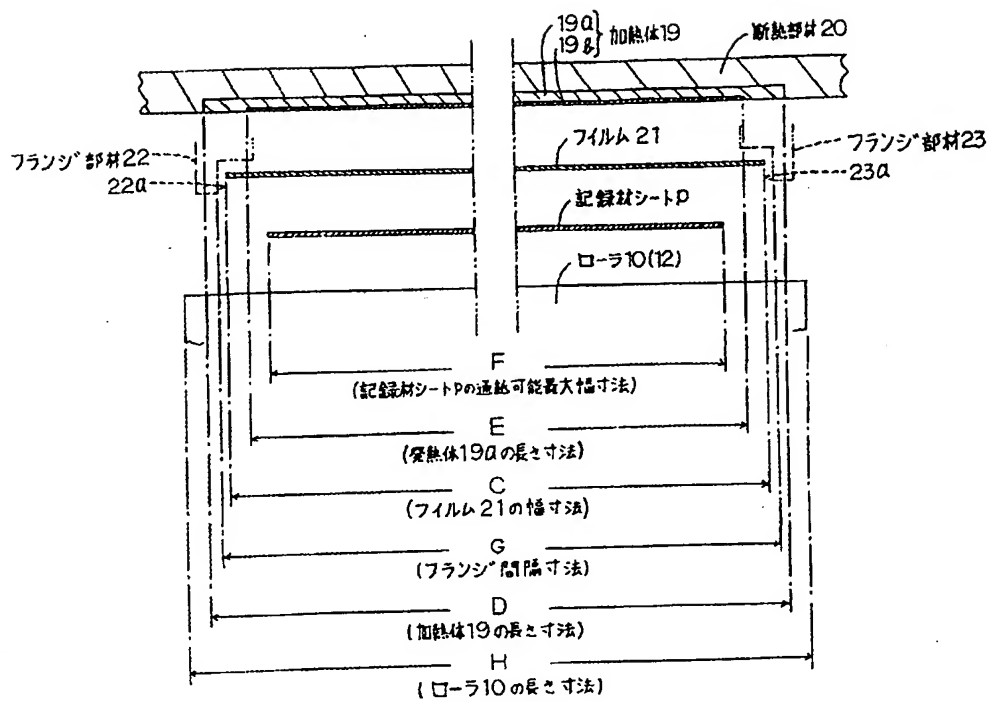 19a
19b } 加熱体19
断熱部材20
フランジ部材22
22a
フィルム21
フランジ部材23
23a
記録材シートP
ローラ10(12)
F
(記録材シートPの通紙可能最大幅寸法)
E
(発熱体19aの長さ寸法)
C
(フィルム21の幅寸法)
G
(フランジ間隔寸法)
D
(加熱体19の長さ寸法)
H
(ローラ10の長さ寸法)